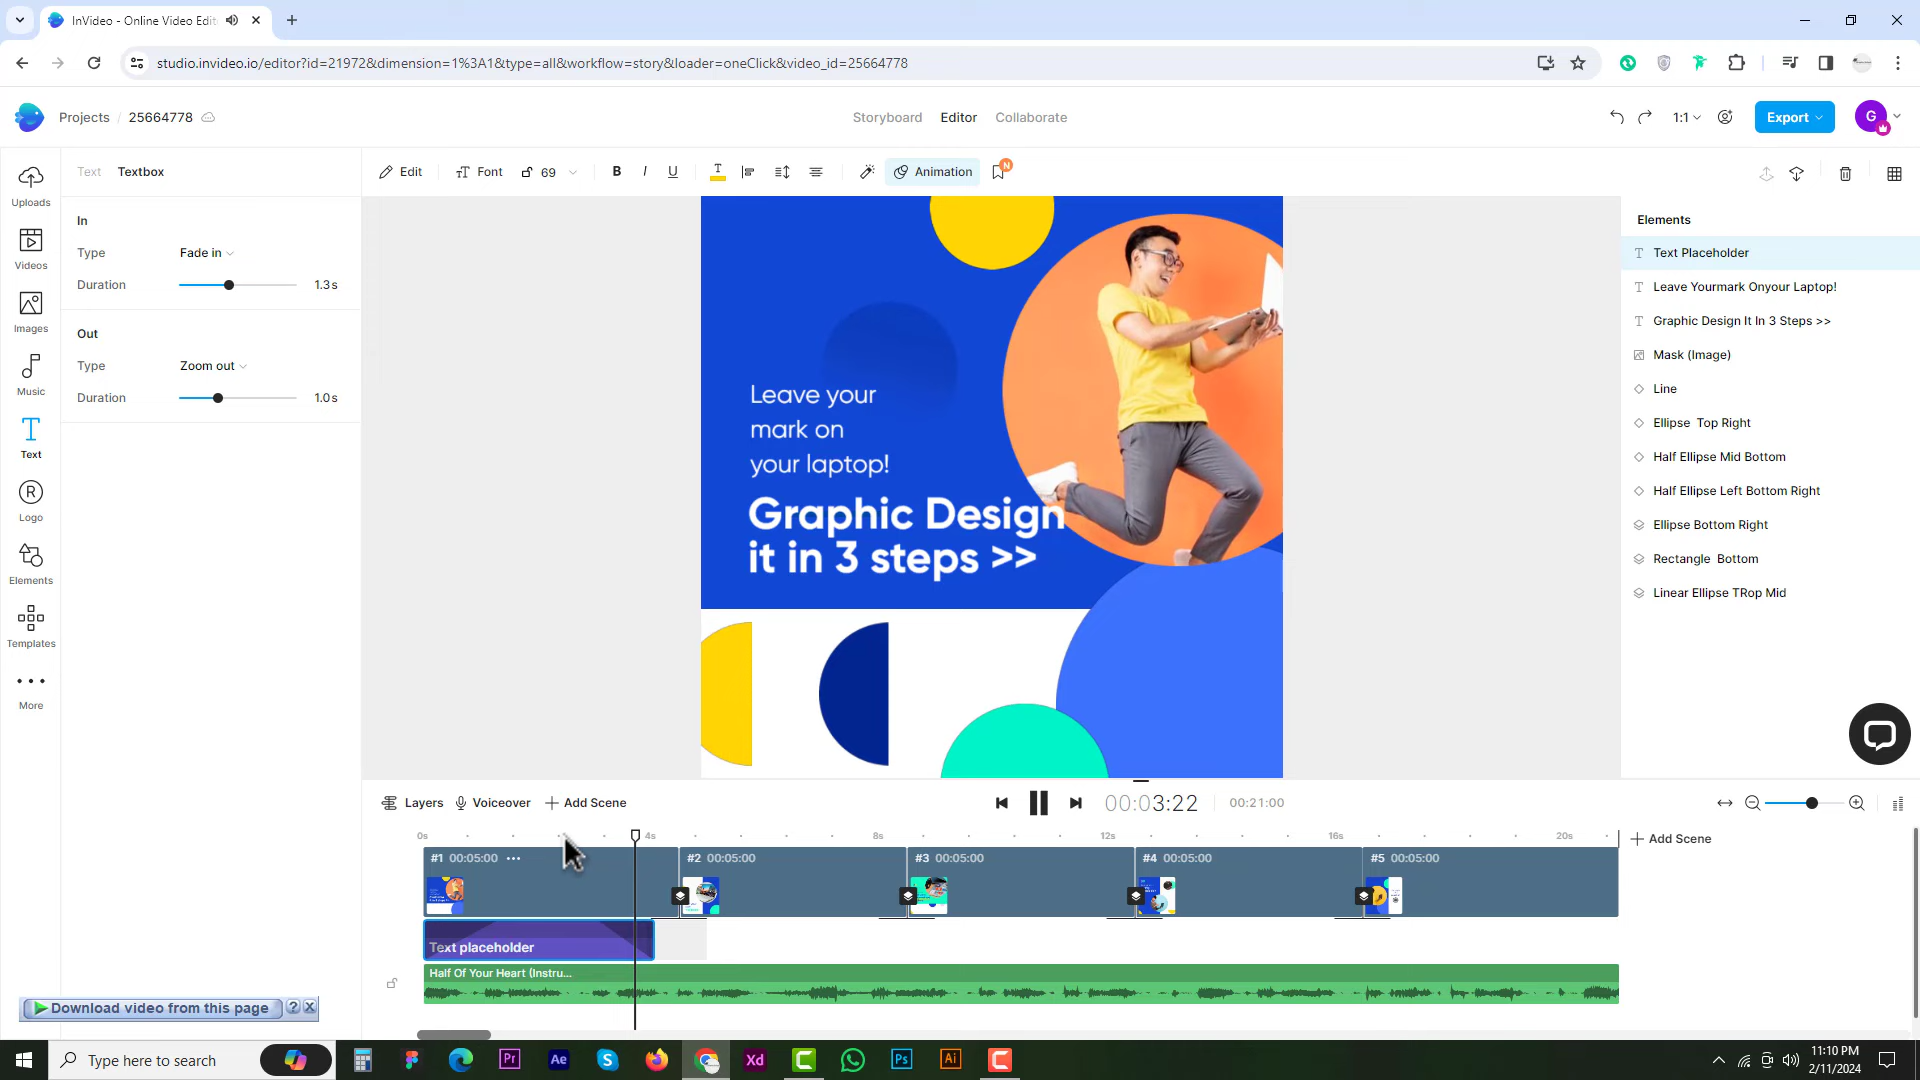 InVideo - Online Video Edit
studio.invideo.io/editor?id=21972&dimension=1%3A1&type=all&workflow=story&loader=oneClick&video_id=25664778
Projects / 25664778
Storyboard Editor Collaborate
1:1
Export
G
Text Textbox
Edit Font 69 B I U T Animation N
Uploads
Videos
Images
Music
Text
Logo
Elements
Templates
More
In
Type Fade in
Duration 1.3s
Out
Type Zoom out
Duration 1.0s
Leave your
mark on
your laptop!
Graphic Design
it in 3 steps >>
Elements
Text Placeholder
Leave Yourmark Onyour Laptop!
Graphic Design It In 3 Steps >>
Mask (Image)
Line
Ellipse Top Right
Half Ellipse Mid Bottom
Half Ellipse Left Bottom Right
Ellipse Bottom Right
Rectangle Bottom
Linear Ellipse TRop Mid
Layers Voiceover + Add Scene
00:03:22 00:21:00
0s 4s 8s 12s 16s 20s
+ Add Scene
#1 00:05:00 ... #2 00:05:00 #3 00:05:00 #4 00:05:00 #5 00:05:00
Text placeholder
Half Of Your Heart (Instru...
Download video from this page ? X
Type here to search
Pr Ae Xd Ps Ai
11:10 PM
2/11/2024